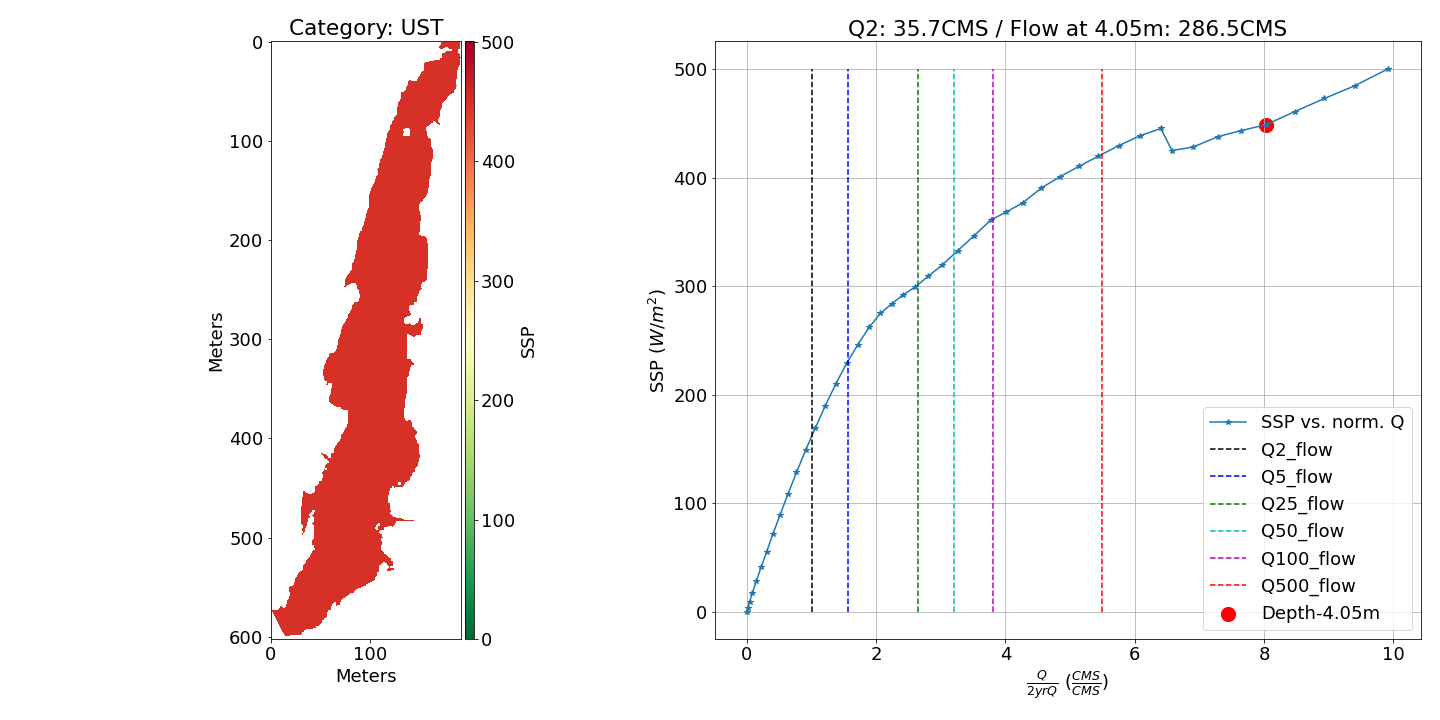 Category: UST
0
100
200
300
400
500
600
Meters
0
100
Meters
500
400
300
200
100
0
SSP
Q2: 35.7CMS / Flow at 4.05m: 286.5CMS
500
400
300
200
100
0
SSP (W/m²)
0
2
4
6
8
10
Q/2yrQ (CMS/CMS)
SSP vs. norm. Q
Q2_flow
Q5_flow
Q25_flow
Q50_flow
Q100_flow
Q500_flow
Depth-4.05m